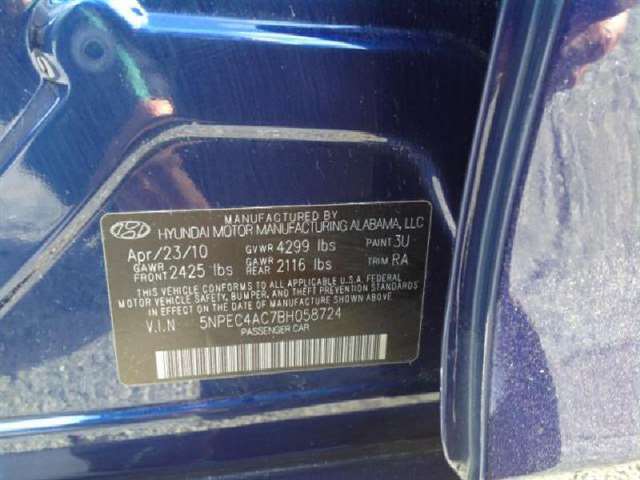 MANUFACTURED BY
HYUNDAI MOTOR MANUFACTURING ALABAMA, LLC
Apr/23/10 GVWR 4299 lbs PAINT 3U
GAWR FRONT 2425 lbs GAWR REAR 2116 lbs TRIM RA
THIS VEHICLE CONFORMS TO ALL APPLICABLE U.S.A. FEDERAL
MOTOR VEHICLE SAFETY, BUMPER, AND THEFT PREVENTION STANDARDS
IN EFFECT ON THE DATE OF MANUFACTURE SHOWN ABOVE.
V.I.N 5NPEC4AC7BH058724
PASSENGER CAR